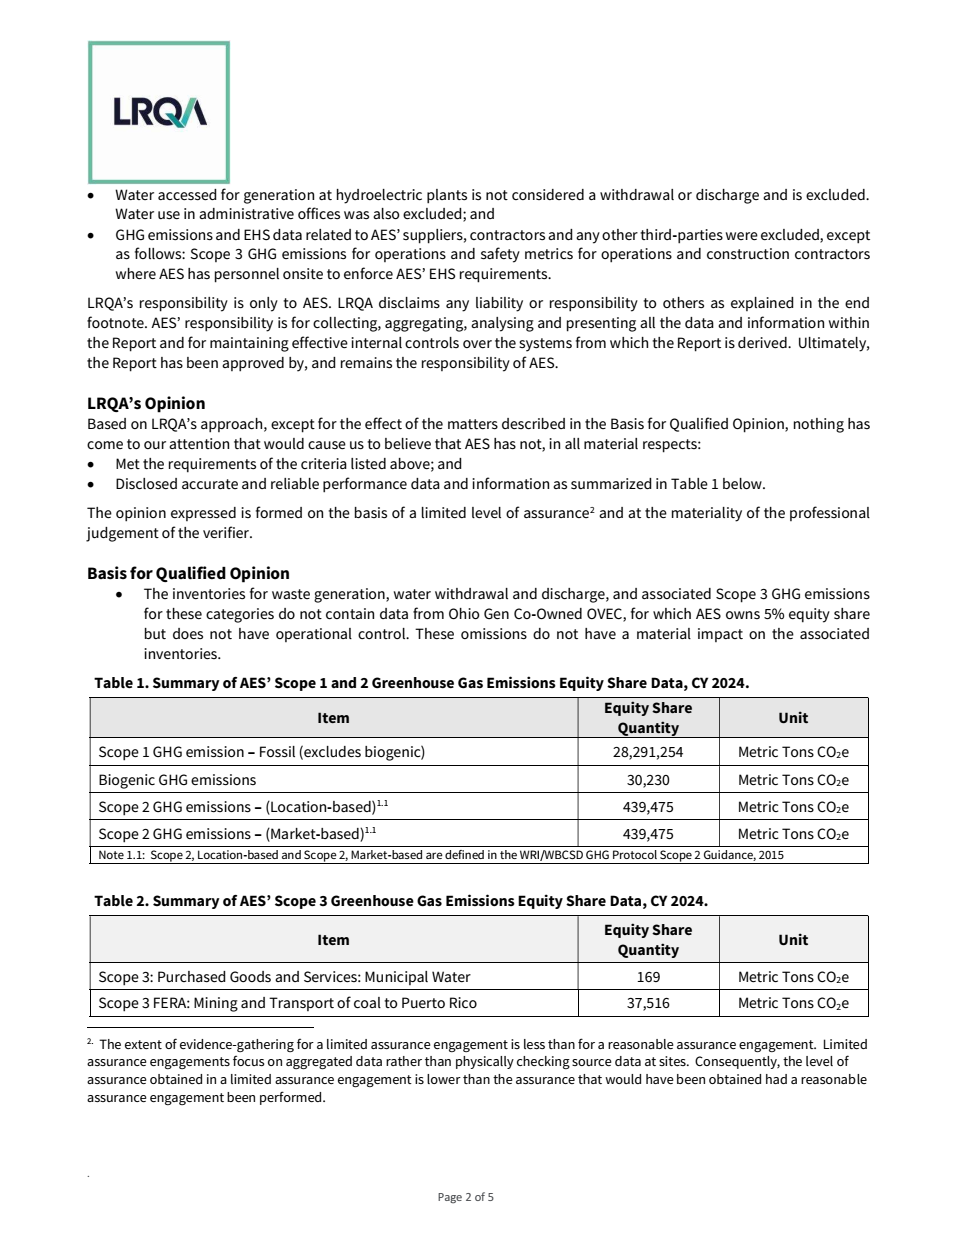 LRQA
• Water accessed for generation at hydroelectric plants is not considered a withdrawal or discharge and is excluded.
Water use in administrative offices was also excluded; and
• GHG emissions and EHS data related to AES’ suppliers, contractors and any other third-parties were excluded, except
as follows: Scope 3 GHG emissions for operations and safety metrics for operations and construction contractors
where AES has personnel onsite to enforce AES’ EHS requirements.
LRQA’s responsibility is only to AES. LRQA disclaims any liability or responsibility to others as explained in the end
footnote. AES’ responsibility is for collecting, aggregating, analysing and presenting all the data and information within
the Report and for maintaining effective internal controls over the systems from which the Report is derived. Ultimately,
the Report has been approved by, and remains the responsibility of AES.
LRQA’s Opinion
Based on LRQA’s approach, except for the effect of the matters described in the Basis for Qualified Opinion, nothing has
come to our attention that would cause us to believe that AES has not, in all material respects:
• Met the requirements of the criteria listed above; and
• Disclosed accurate and reliable performance data and information as summarized in Table 1 below.
The opinion expressed is formed on the basis of a limited level of assurance2 and at the materiality of the professional
judgement of the verifier.
Basis for Qualified Opinion
• The inventories for waste generation, water withdrawal and discharge, and associated Scope 3 GHG emissions
for these categories do not contain data from Ohio Gen Co-Owned OVEC, for which AES owns 5% equity share
but does not have operational control. These omissions do not have a material impact on the associated
inventories.
Table 1. Summary of AES’ Scope 1 and 2 Greenhouse Gas Emissions Equity Share Data, CY 2024.
Item Equity Share Quantity Unit
Scope 1 GHG emission – Fossil (excludes biogenic) 28,291,254 Metric Tons CO2e
Biogenic GHG emissions 30,230 Metric Tons CO2e
Scope 2 GHG emissions – (Location-based)1.1 439,475 Metric Tons CO2e
Scope 2 GHG emissions – (Market-based)1.1 439,475 Metric Tons CO2e
Note 1.1: Scope 2, Location-based and Scope 2, Market-based are defined in the WRI/WBCSD GHG Protocol Scope 2 Guidance, 2015
Table 2. Summary of AES’ Scope 3 Greenhouse Gas Emissions Equity Share Data, CY 2024.
Item Equity Share Quantity Unit
Scope 3: Purchased Goods and Services: Municipal Water 169 Metric Tons CO2e
Scope 3 FERA: Mining and Transport of coal to Puerto Rico 37,516 Metric Tons CO2e
2. The extent of evidence-gathering for a limited assurance engagement is less than for a reasonable assurance engagement. Limited
assurance engagements focus on aggregated data rather than physically checking source data at sites. Consequently, the level of
assurance obtained in a limited assurance engagement is lower than the assurance that would have been obtained had a reasonable
assurance engagement been performed.
.
Page 2 of 5